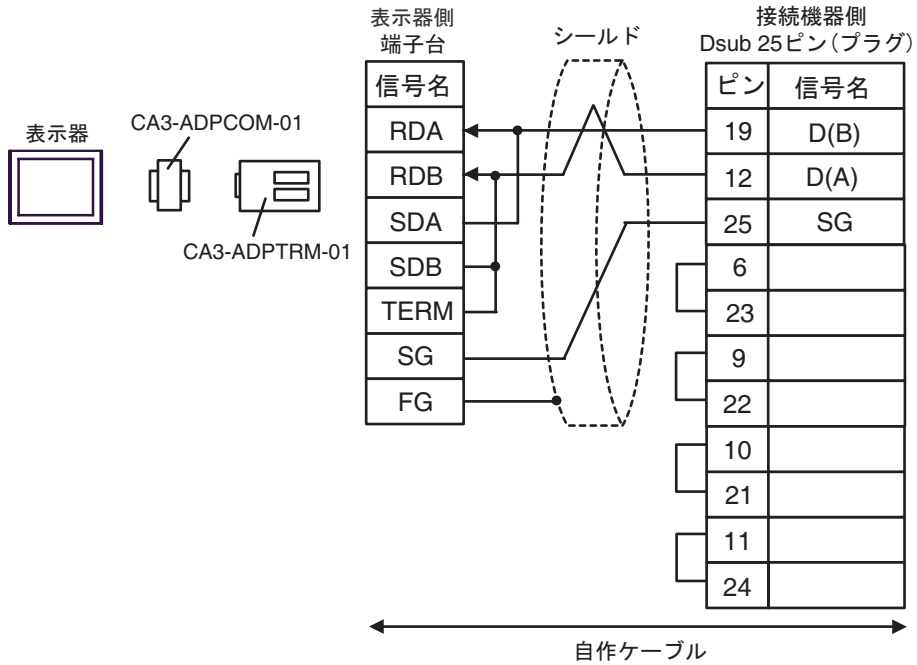 表示器
CA3-ADPCOM-01
CA3-ADPTRM-01
表示器側
端子台
信号名
RDA
RDB
SDA
SDB
TERM
SG
FG
シールド
接続機器側
Dsub 25ピン（プラグ）
ピン 信号名
19 D(B)
12 D(A)
25 SG
6
23
9
22
10
21
11
24
自作ケーブル